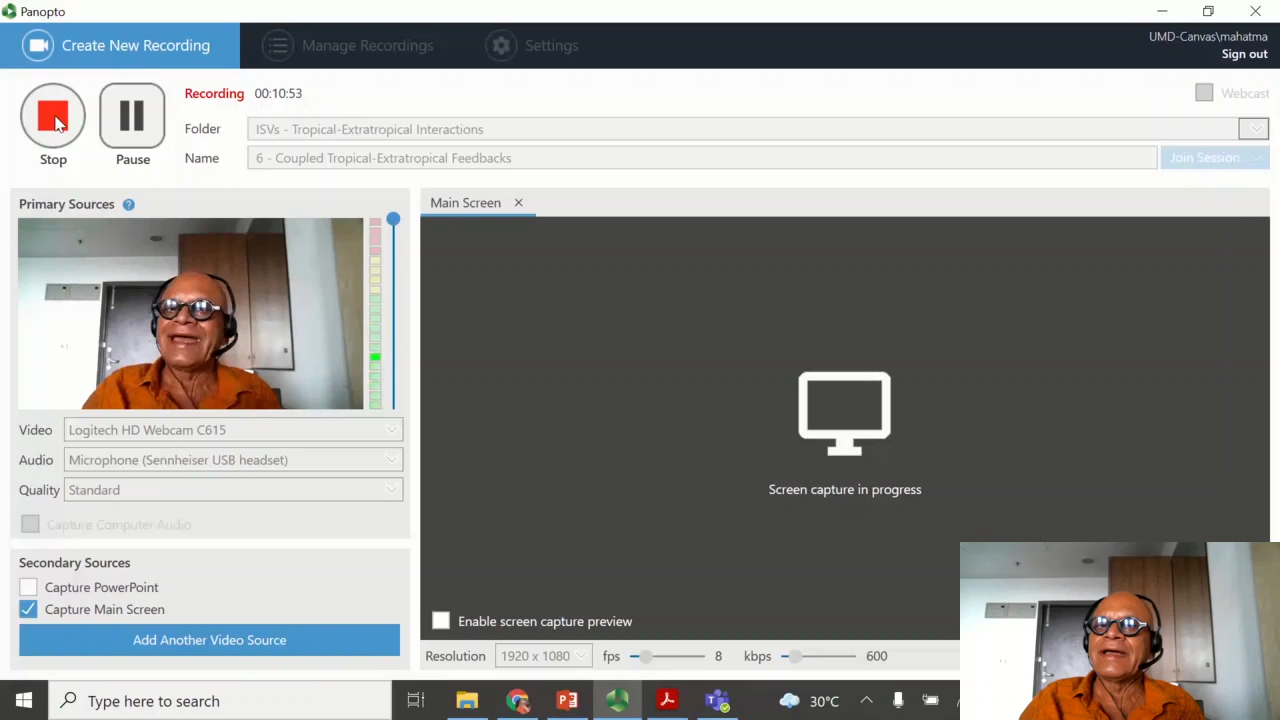 Panopto
Create New Recording
Manage Recordings
Settings
UMD-Canvas\mahatma
Sign out
Recording 00:10:53
Webcast
Folder ISVs - Tropical-Extratropical Interactions
Stop
Pause
Name 6 - Coupled Tropical-Extratropical Feedbacks
Join Session...
Primary Sources ?
Main Screen ×
Video Logitech HD Webcam C615
Audio Microphone (Sennheiser USB headset)
Quality Standard
Capture Computer Audio
Screen capture in progress
Secondary Sources
Capture PowerPoint
Capture Main Screen
Add Another Video Source
Enable screen capture preview
Resolution 1920 x 1080 fps 8 kbps 600
Type here to search
30°C